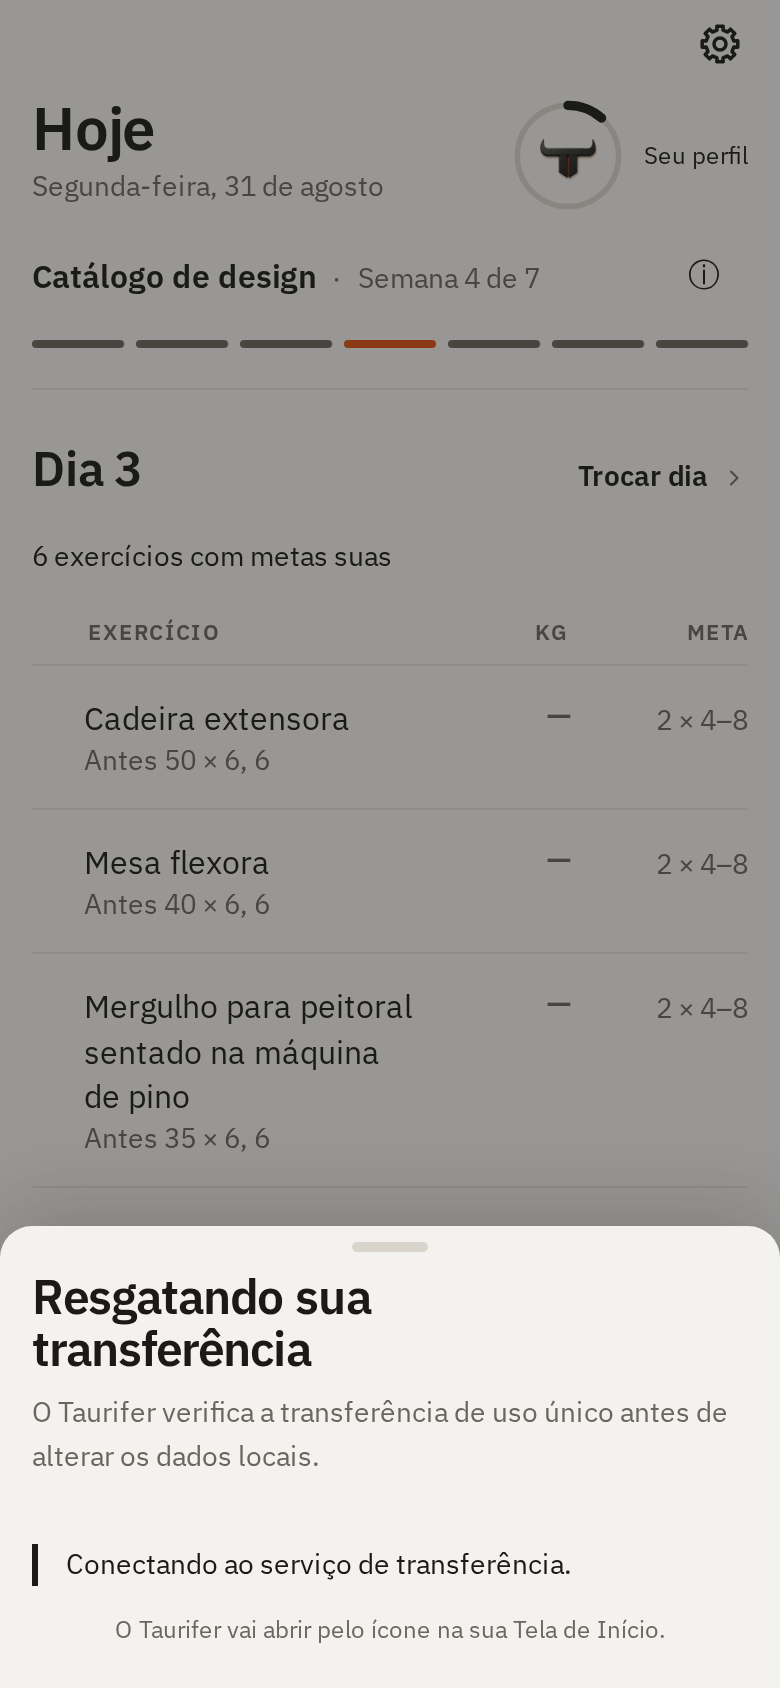 Hoje
Segunda-feira, 31 de agosto
Seu perfil
Catálogo de design · Semana 4 de 7
Dia 3
Trocar dia
6 exercícios com metas suas
EXERCÍCIO KG META
Cadeira extensora — 2 × 4–8
Antes 50 × 6, 6
Mesa flexora — 2 × 4–8
Antes 40 × 6, 6
Mergulho para peitoral — 2 × 4–8
sentado na máquina
de pino
Antes 35 × 6, 6
Resgatando sua
transferência
O Taurifer verifica a transferência de uso único antes de
alterar os dados locais.
Conectando ao serviço de transferência.
O Taurifer vai abrir pelo ícone na sua Tela de Início.